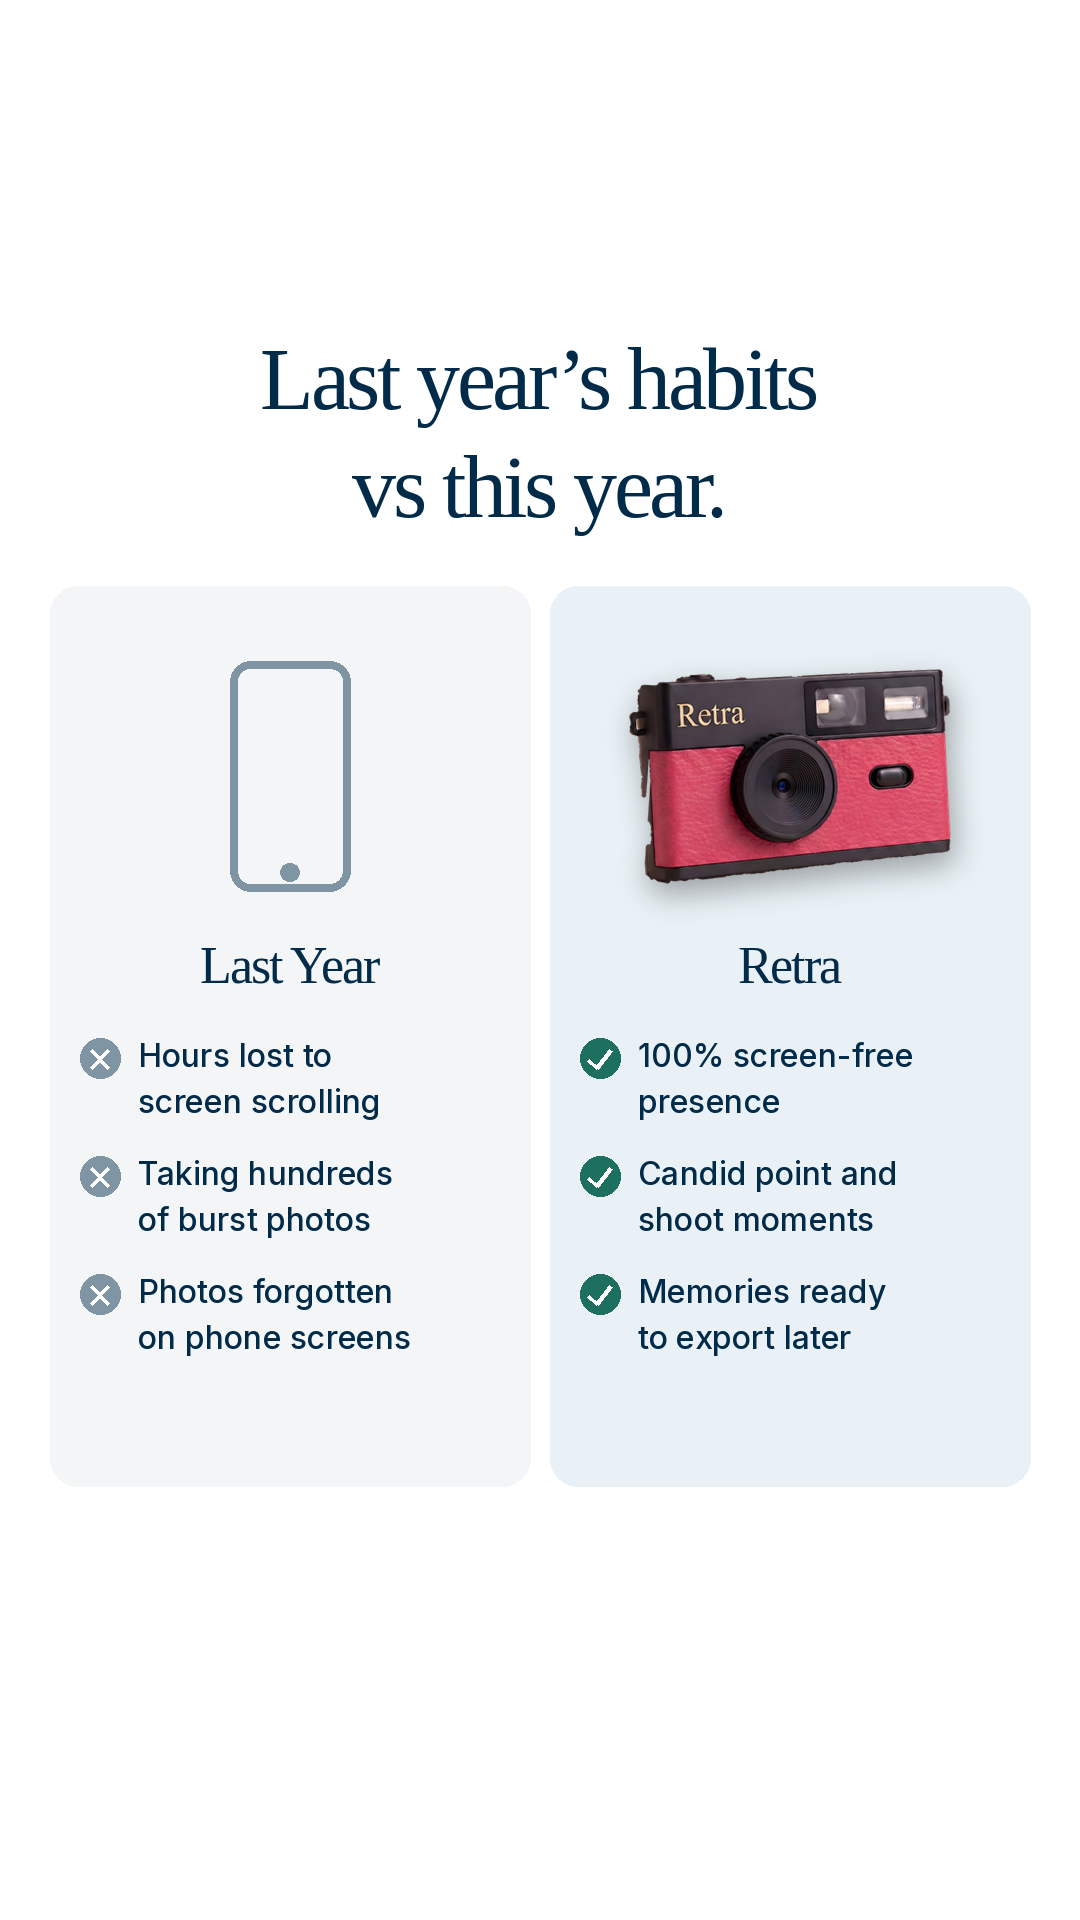 Last year’s habits
vs this year.
Retra
Last Year
Hours lost to
screen scrolling
Taking hundreds
of burst photos
Photos forgotten
on phone screens
Retra
100% screen-free
presence
Candid point and
shoot moments
Memories ready
to export later